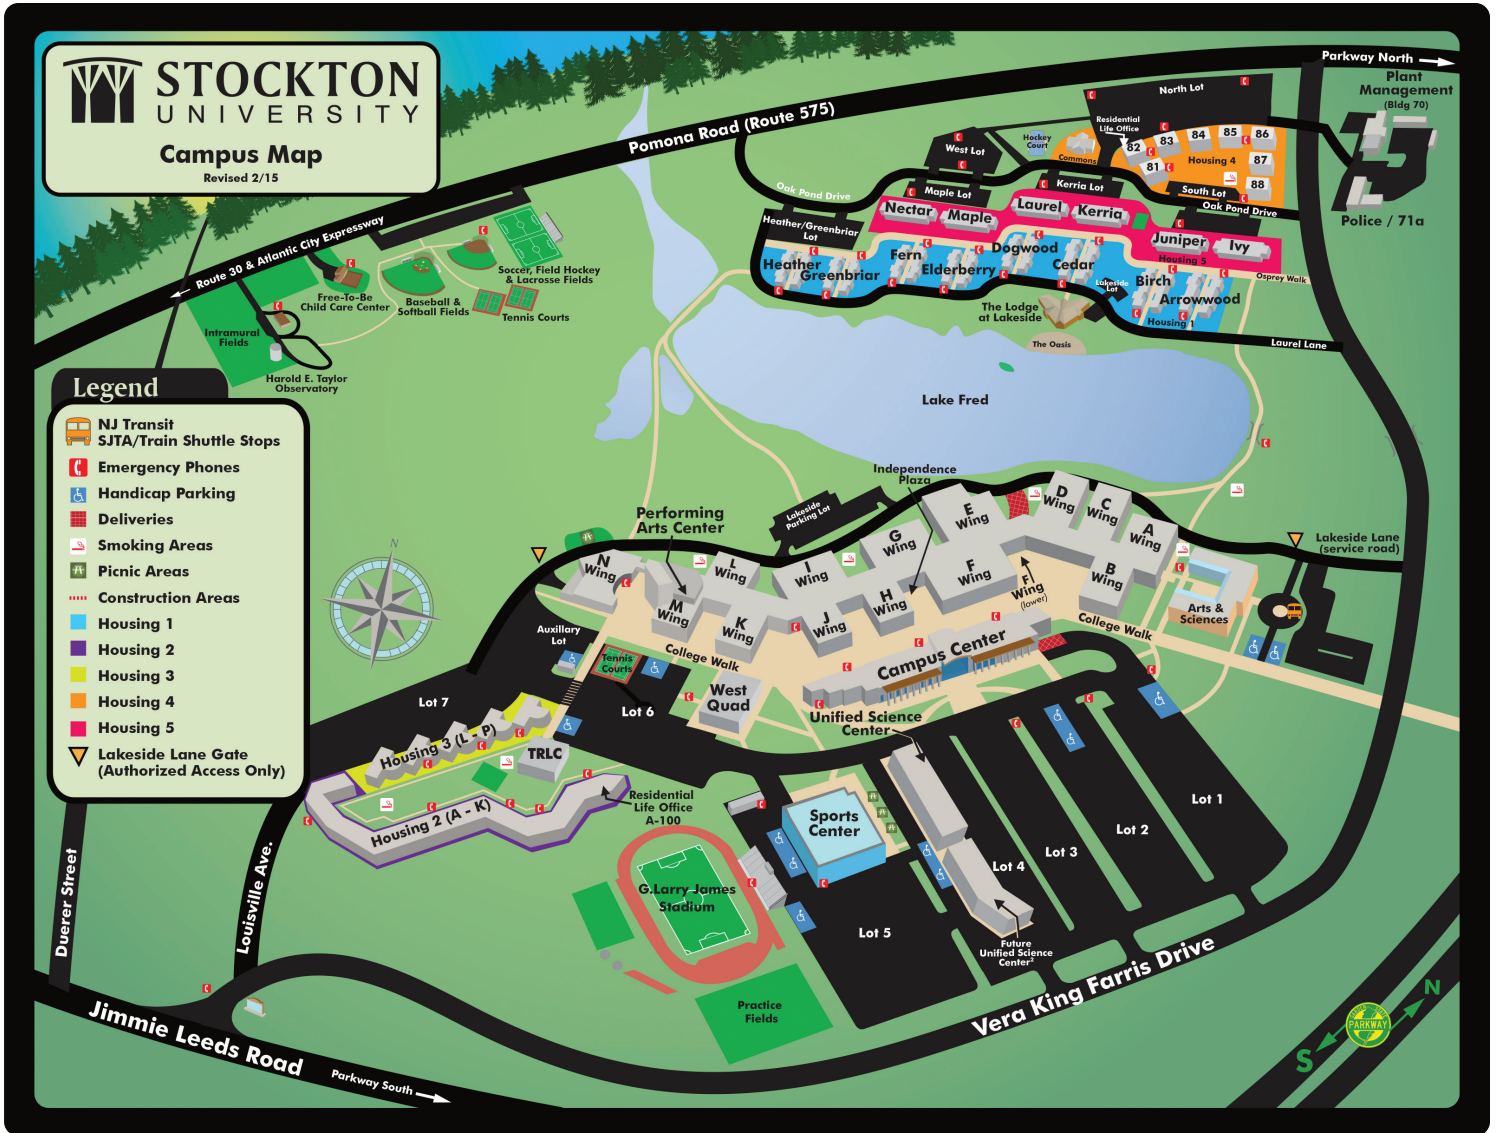 STOCKTON
UNIVERSITY
Campus Map
Revised 2/15
Parkway North
Plant
Management
(Bldg 70)
Police / 71a
Pomona Road (Route 575)
Route 30 & Atlantic City Expressway
North Lot
Residential
Life Office
Hockey
Court
Commons
West Lot
82
83
84
85
86
81
87
88
Housing 4
South Lot
Oak Pond Drive
Oak Pond Drive
Maple Lot
Kerria Lot
Heather/Greenbriar
Lot
Nectar
Maple
Laurel
Kerria
Juniper
Ivy
Housing 5
Osprey Walk
Heather
Greenbriar
Fern
Elderberry
Dogwood
Cedar
Lakeside
Lot
Birch
Arrowwood
Housing 1
Laurel Lane
The Lodge
at Lakeside
The Oasis
Lake Fred
Soccer, Field Hockey
& Lacrosse Fields
Free-To-Be
Child Care Center
Baseball &
Softball Fields
Tennis Courts
Intramural
Fields
Harold E. Taylor
Observatory
Legend
NJ Transit
SJTA/Train Shuttle Stops
Emergency Phones
Handicap Parking
Deliveries
Smoking Areas
Picnic Areas
Construction Areas
Housing 1
Housing 2
Housing 3
Housing 4
Housing 5
Lakeside Lane Gate
(Authorized Access Only)
N
Independence
Plaza
Performing
Arts Center
Lakeside
Parking Lot
N
Wing
M
Wing
L
Wing
K
Wing
I
Wing
J
Wing
G
Wing
H
Wing
E
Wing
F
Wing
F
Wing
(lower)
D
Wing
C
Wing
A
Wing
B
Wing
Arts &
Sciences
Lakeside Lane
(service road)
College Walk
College Walk
Campus Center
Auxillary
Lot
Tennis
Courts
West
Quad
Unified Science
Center
Lot 7
Lot 6
Housing 3 (L - P)
TRLC
Housing 2 (A - K)
Residential
Life Office
A-100
Sports
Center
G.Larry James
Stadium
Practice
Fields
Lot 5
Lot 4
Lot 3
Lot 2
Lot 1
Future
Unified Science
Center²
Duerer Street
Louisville Ave.
Jimmie Leeds Road
Parkway South
Vera King Farris Drive
N
PARKWAY
S